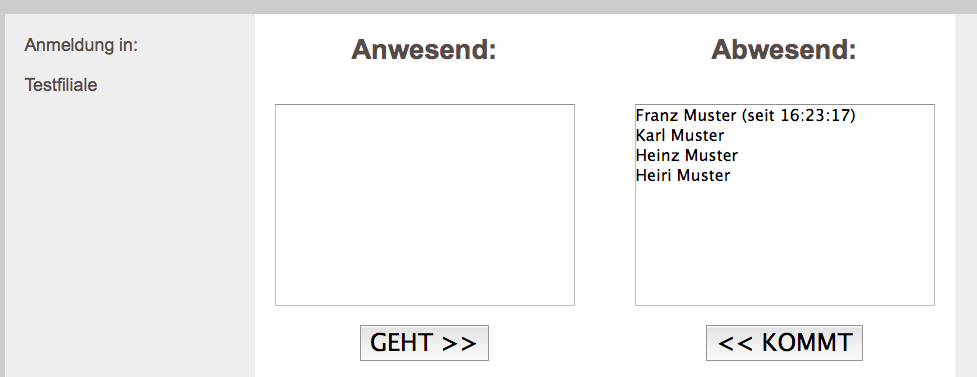 Anmeldung in:
Testfiliale
Anwesend:
Abwesend:
Franz Muster (seit 16:23:17)
Karl Muster
Heinz Muster
Heiri Muster
GEHT >>
<< KOMMT